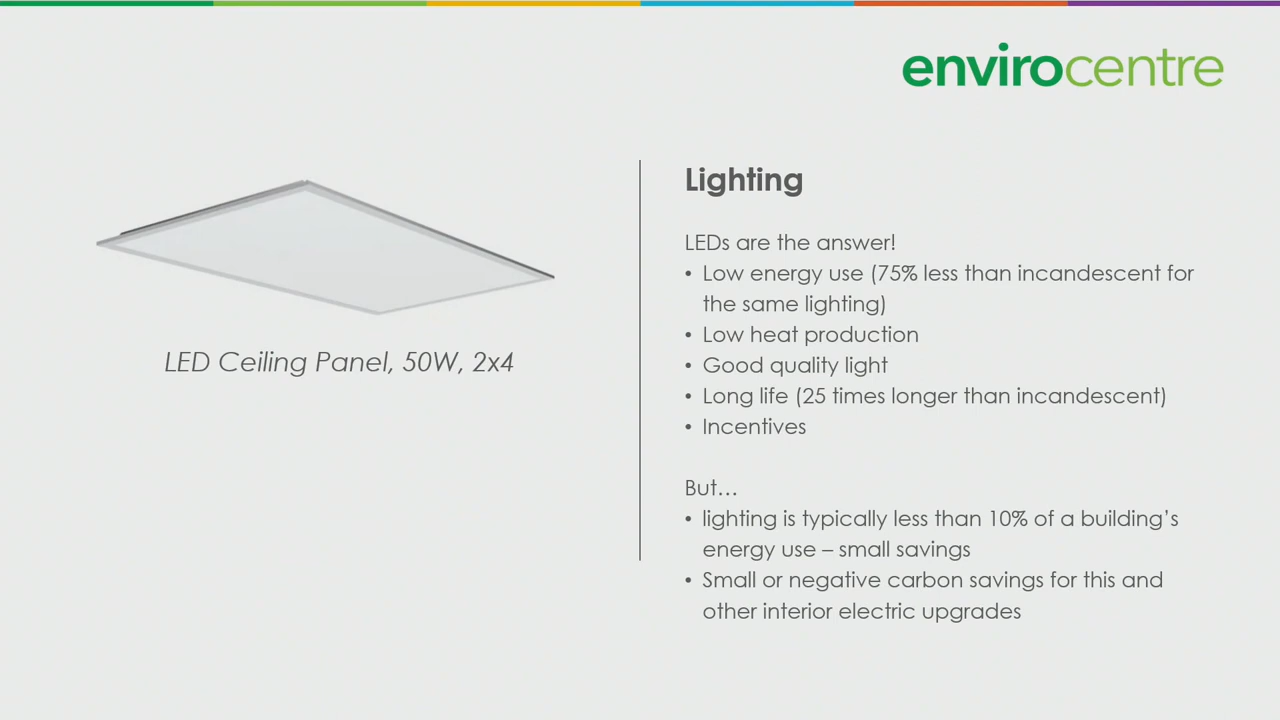 envirocentre
LED Ceiling Panel, 50W, 2x4
Lighting
LEDs are the answer!
• Low energy use (75% less than incandescent for
the same lighting)
• Low heat production
• Good quality light
• Long life (25 times longer than incandescent)
• Incentives
But…
• lighting is typically less than 10% of a building's
energy use – small savings
• Small or negative carbon savings for this and
other interior electric upgrades